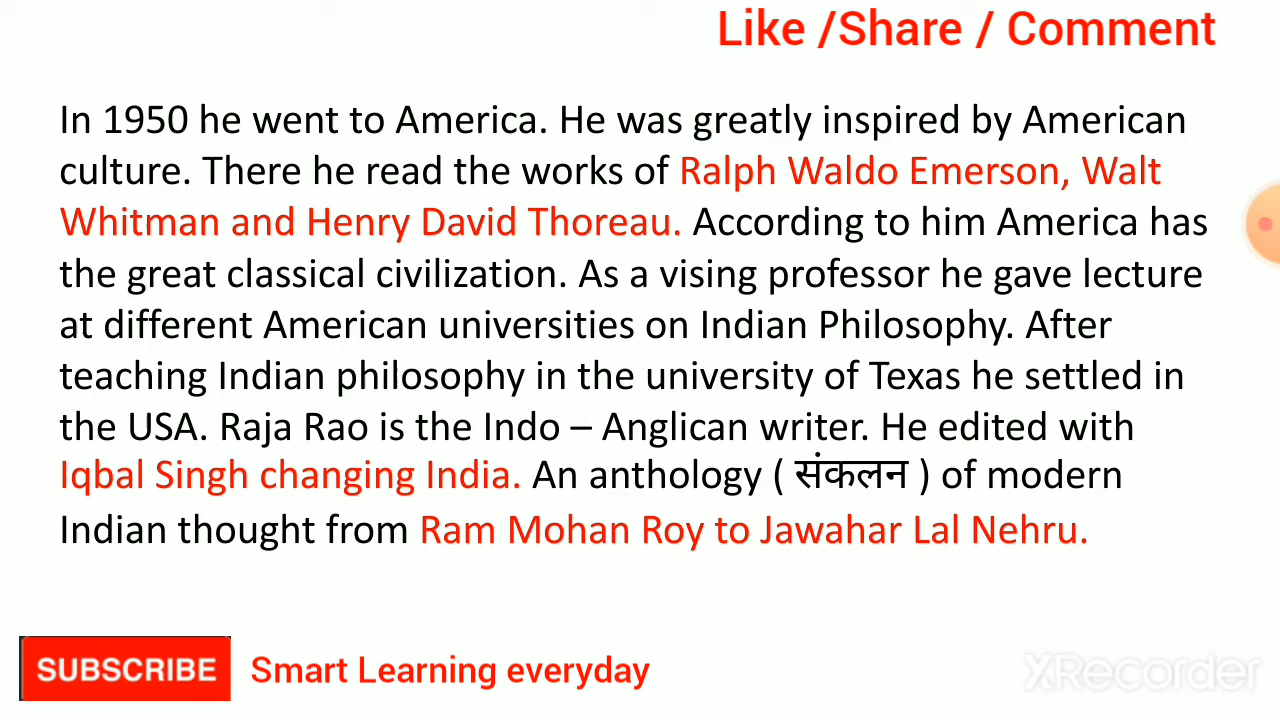 Like /Share / Comment
In 1950 he went to America. He was greatly inspired by American
culture. There he read the works of Ralph Waldo Emerson, Walt
Whitman and Henry David Thoreau. According to him America has
the great classical civilization. As a vising professor he gave lecture
at different American universities on Indian Philosophy. After
teaching Indian philosophy in the university of Texas he settled in
the USA. Raja Rao is the Indo – Anglican writer. He edited with
Iqbal Singh changing India. An anthology ( संकलन ) of modern
Indian thought from Ram Mohan Roy to Jawahar Lal Nehru.
SUBSCRIBE Smart Learning everyday
XRecorder